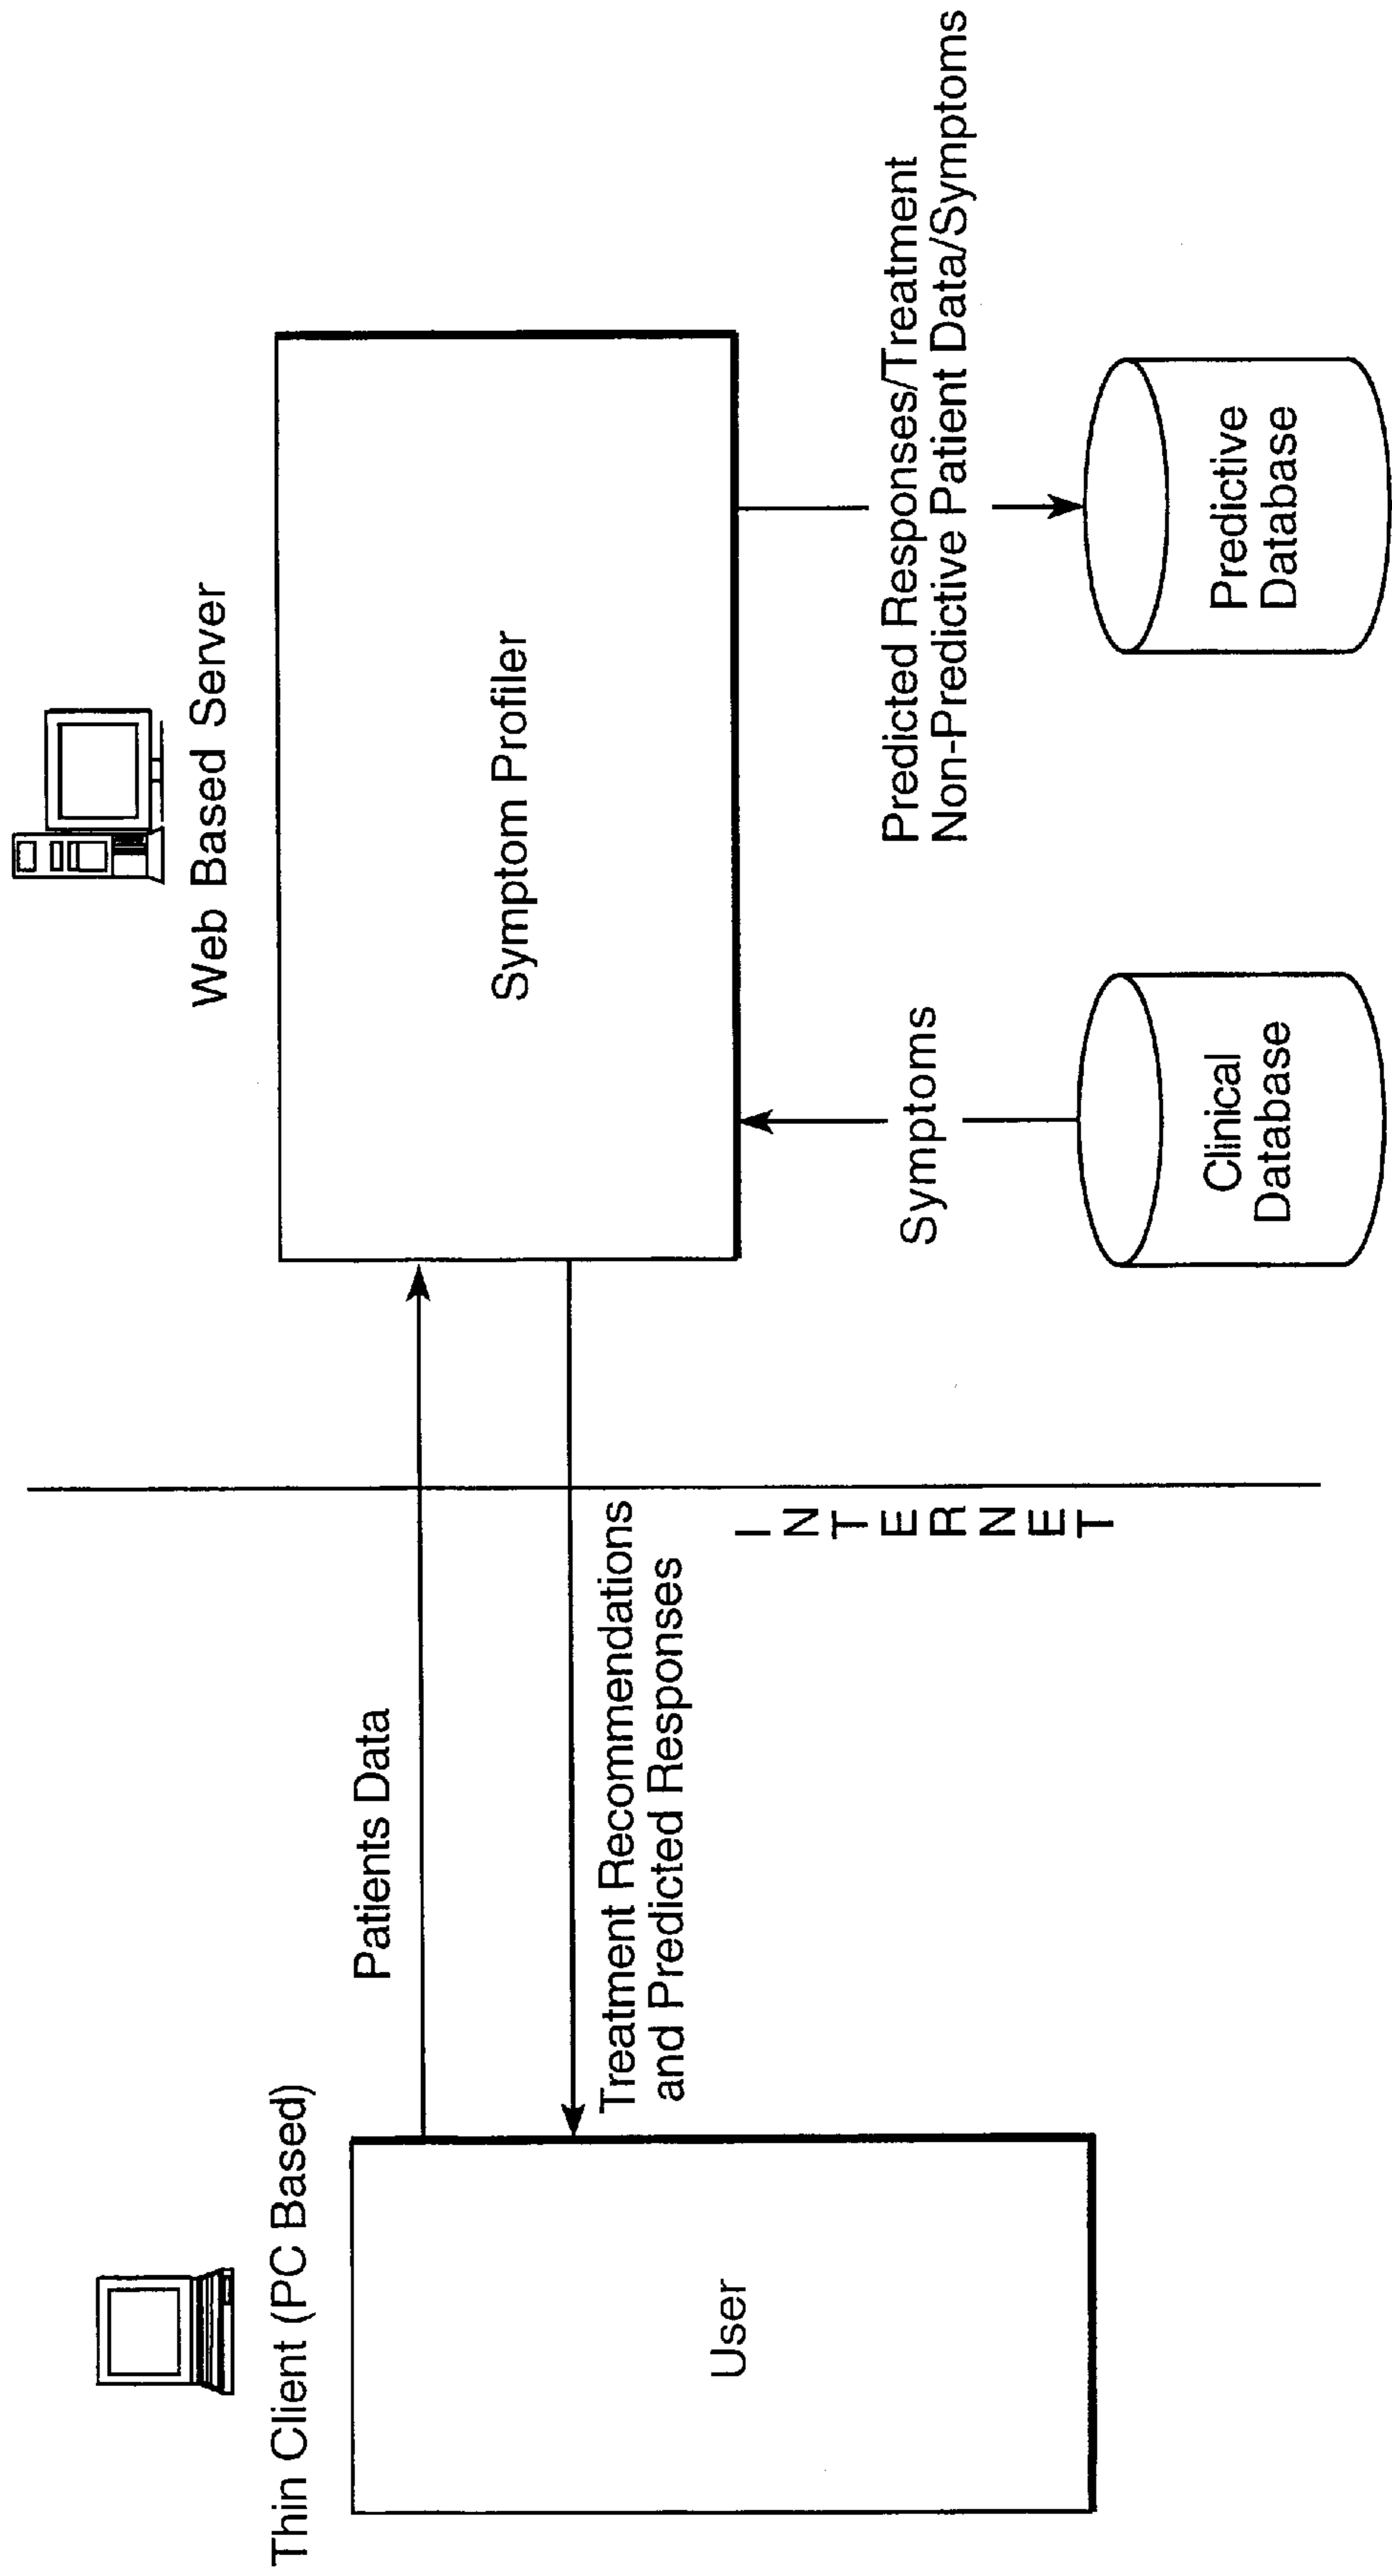 Thin Client (PC Based)
User
Patients Data
Treatment Recommendations
and Predicted Responses
INTERNET
Web Based Server
Symptom Profiler
Symptoms
Clinical
Database
Predicted Responses/Treatment
Non-Predictive Patient Data/Symptoms
Predictive
Database